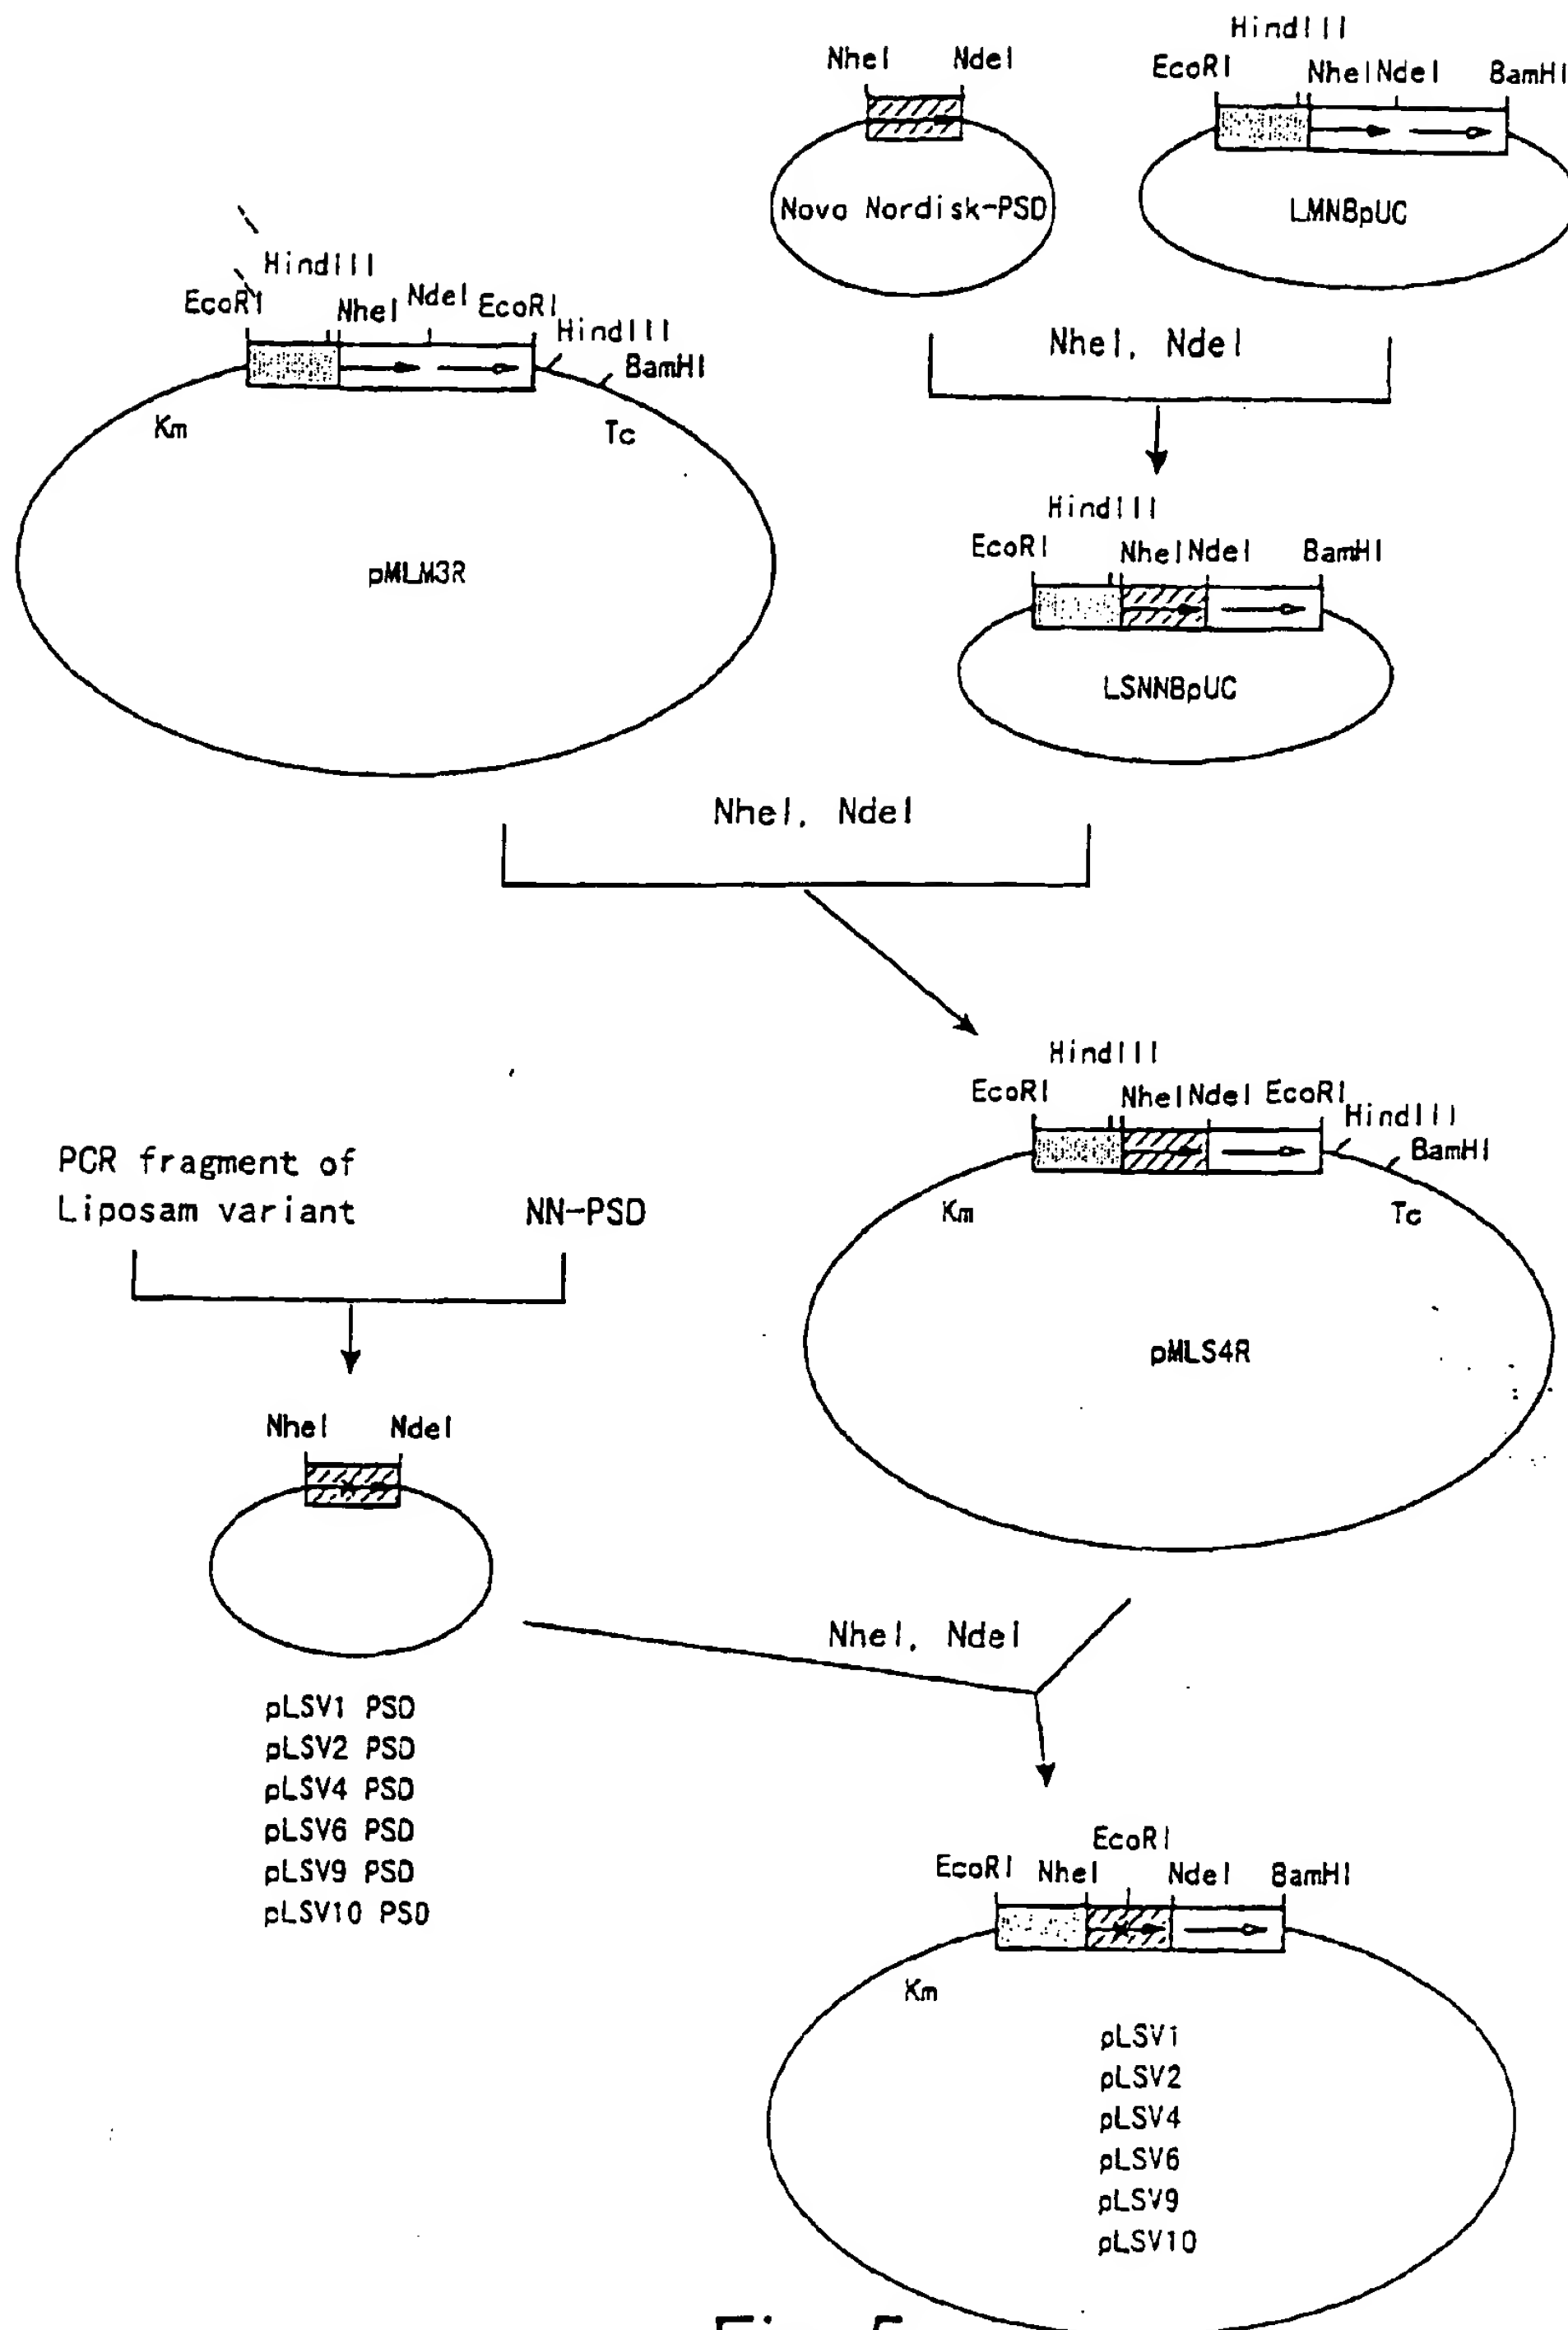 HindIII
NheI NdeI
EcoRI NheI NdeI BamHI
Novo Nordisk-PSD
LMNBpUC
HindIII
EcoRI NheI NdeI EcoRI
HindIII
BamHI
Km
Tc
pMLM3R
NheI, NdeI
HindIII
EcoRI NheI NdeI BamHI
LSNNBpUC
NheI, NdeI
HindIII
EcoRI NheI NdeI EcoRI
HindIII
BamHI
Km
Tc
pMLS4R
PCR fragment of
Liposam variant
NN-PSD
NheI NdeI
pLSV1 PSD
pLSV2 PSD
pLSV4 PSD
pLSV6 PSD
pLSV9 PSD
pLSV10 PSD
NheI, NdeI
EcoRI
EcoRI NheI NdeI BamHI
Km
pLSV1
pLSV2
pLSV4
pLSV6
pLSV9
pLSV10